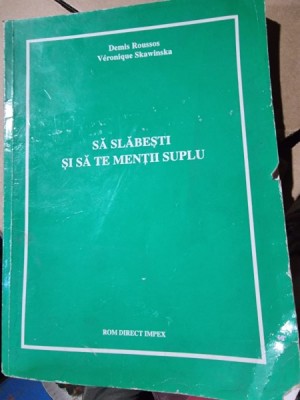 Demis Roussos
Véronique Skawinska
SĂ SLĂBEŞTI
ŞI SĂ TE MENŢII SUPLU
ROM DIRECT IMPEX